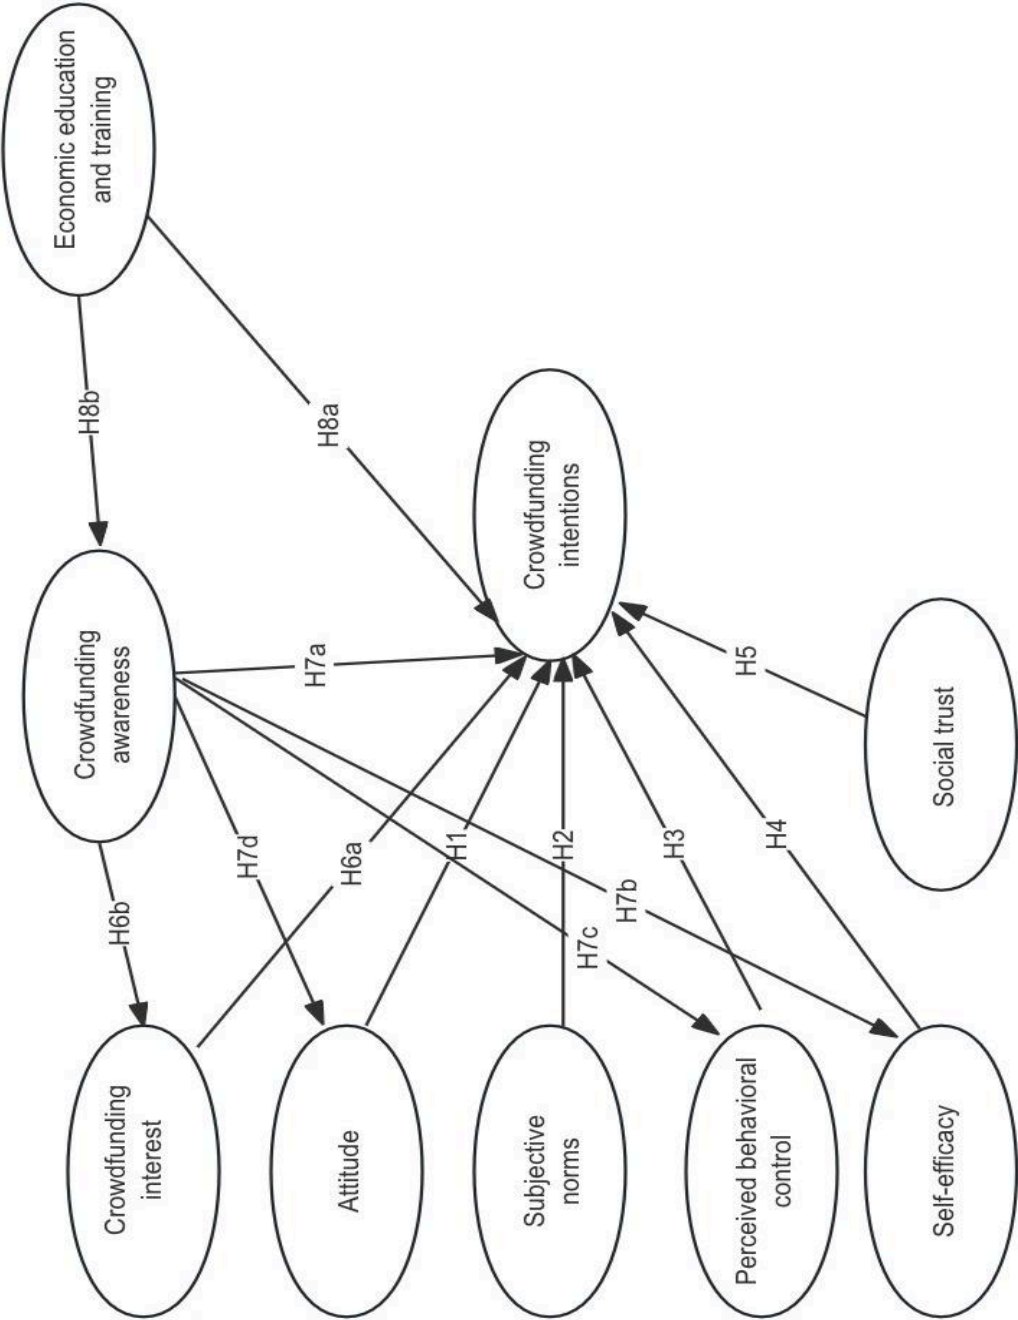 Economic education
and training
Crowdfunding
awareness
Crowdfunding
interest
Attitude
Subjective
norms
Perceived behavioral
control
Self-efficacy
Social trust
Crowdfunding
intentions
H8b
H8a
H7a
H6b
H7d
H6a
H1
H2
H7c
H7b
H3
H4
H5